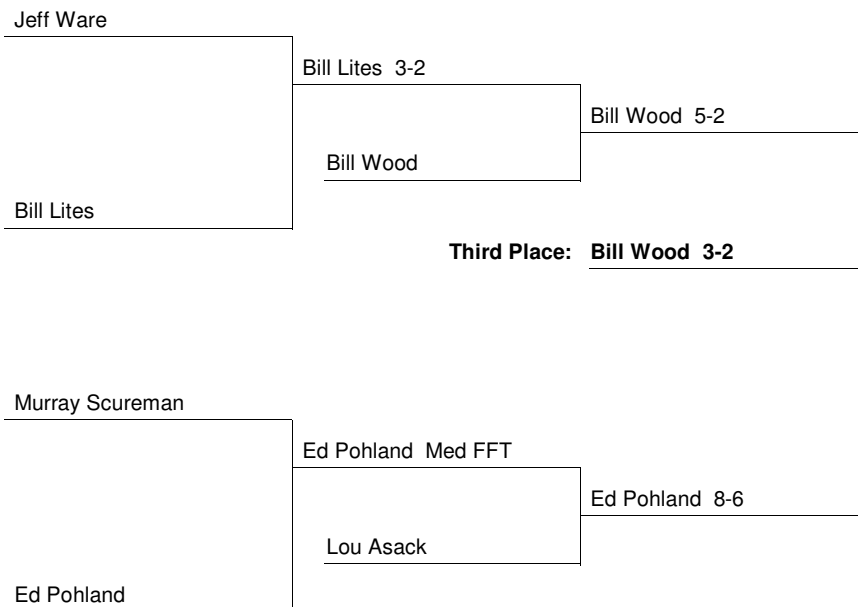 Jeff Ware
Bill Lites 3-2
Bill Wood 5-2
Bill Wood
Bill Lites
Third Place: Bill Wood 3-2
Murray Scureman
Ed Pohland Med FFT
Ed Pohland 8-6
Lou Asack
Ed Pohland